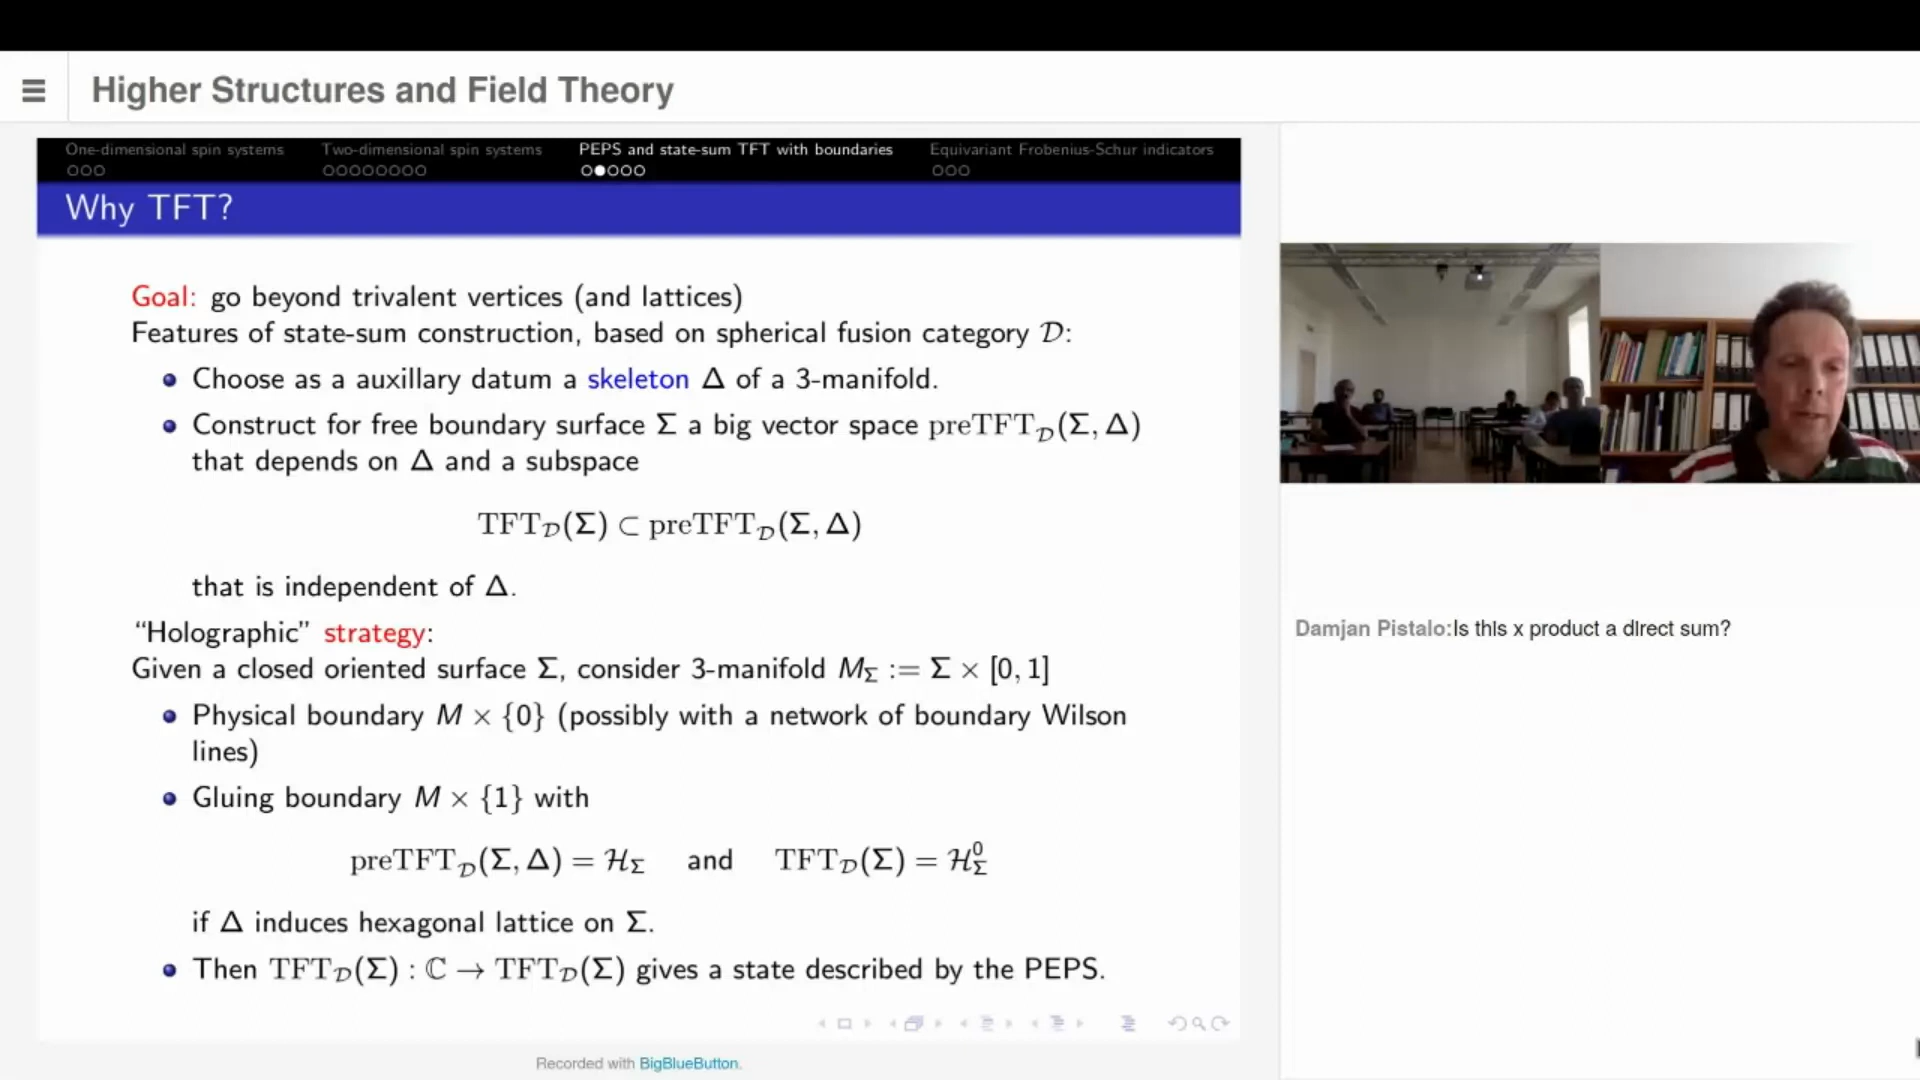 Higher Structures and Field Theory
One-dimensional spin systems
Two-dimensional spin systems
PEPS and state-sum TFT with boundaries
Equivariant Frobenius-Schur indicators
Why TFT?
Goal: go beyond trivalent vertices (and lattices)
Features of state-sum construction, based on spherical fusion category 𝒟:
Choose as a auxillary datum a skeleton Δ of a 3-manifold.
Construct for free boundary surface Σ a big vector space preTFT_𝒟(Σ, Δ)
that depends on Δ and a subspace
TFT_𝒟(Σ) ⊂ preTFT_𝒟(Σ, Δ)
that is independent of Δ.
“Holographic” strategy:
Given a closed oriented surface Σ, consider 3-manifold M_Σ := Σ × [0, 1]
Physical boundary M × {0} (possibly with a network of boundary Wilson
lines)
Gluing boundary M × {1} with
preTFT_𝒟(Σ, Δ) = ℋ_Σ and TFT_𝒟(Σ) = ℋ_Σ^0
if Δ induces hexagonal lattice on Σ.
Then TFT_𝒟(Σ) : ℂ → TFT_𝒟(Σ) gives a state described by the PEPS.
Recorded with BigBlueButton.
Damjan Pistalo:Is this x product a direct sum?